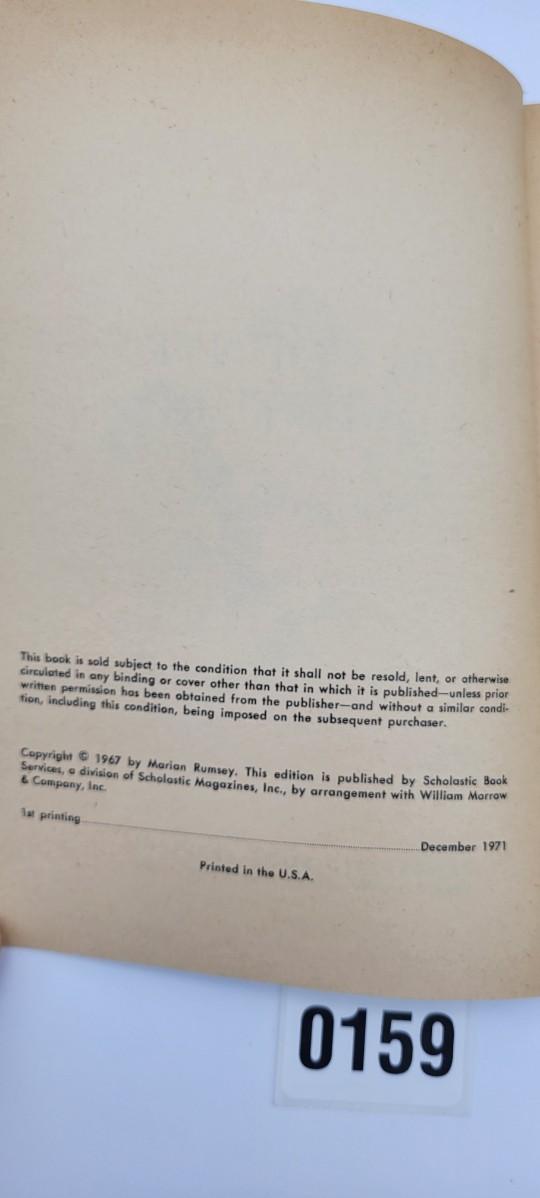 This book is sold subject to the condition that it shall not be resold, lent, or otherwise
circulated in any binding or cover other than that in which it is published—unless prior
written permission has been obtained from the publisher—and without a similar condi-
tion, including this condition, being imposed on the subsequent purchaser.
Copyright © 1967 by Marian Rumsey. This edition is published by Scholastic Book
Services, a division of Scholastic Magazines, Inc., by arrangement with William Morrow
& Company, Inc.
1st printing........................................................December 1971
Printed in the U.S.A.
0159